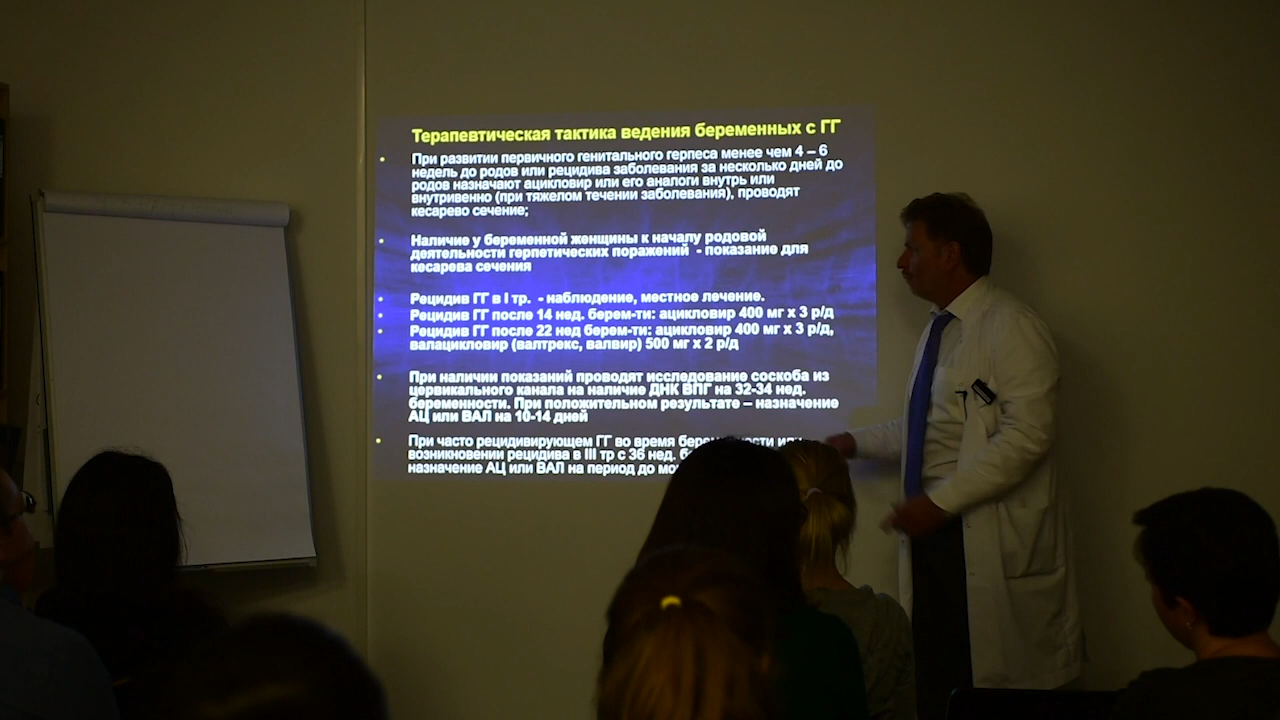 Терапевтическая тактика ведения беременных с ГГ
• При развитии первичного генитального герпеса менее чем 4 – 6
недель до родов или рецидива заболевания за несколько дней до
родов назначают ацикловир или его аналоги внутрь или
внутривенно (при тяжелом течении заболевания), проводят
кесарево сечение;
• Наличие у беременной женщины к началу родовой
деятельности герпетических поражений - показание для
кесарева сечения
• Рецидив ГГ в I тр. - наблюдение, местное лечение.
• Рецидив ГГ после 14 нед. берем-ти: ацикловир 400 мг х 3 р/д
• Рецидив ГГ после 22 нед берем-ти: ацикловир 400 мг х 3 р/д,
валацикловир (валтрекс, валвир) 500 мг х 2 р/д
• При наличии показаний проводят исследование соскоба из
цервикального канала на наличие ДНК ВПГ на 32-34 нед.
беременности. При положительном результате – назначение
АЦ или ВАЛ на 10-14 дней
• При часто рецидивирующем ГГ во время беременности или
возникновении рецидива в III тр с 36 нед.
назначение АЦ или ВАЛ на период до